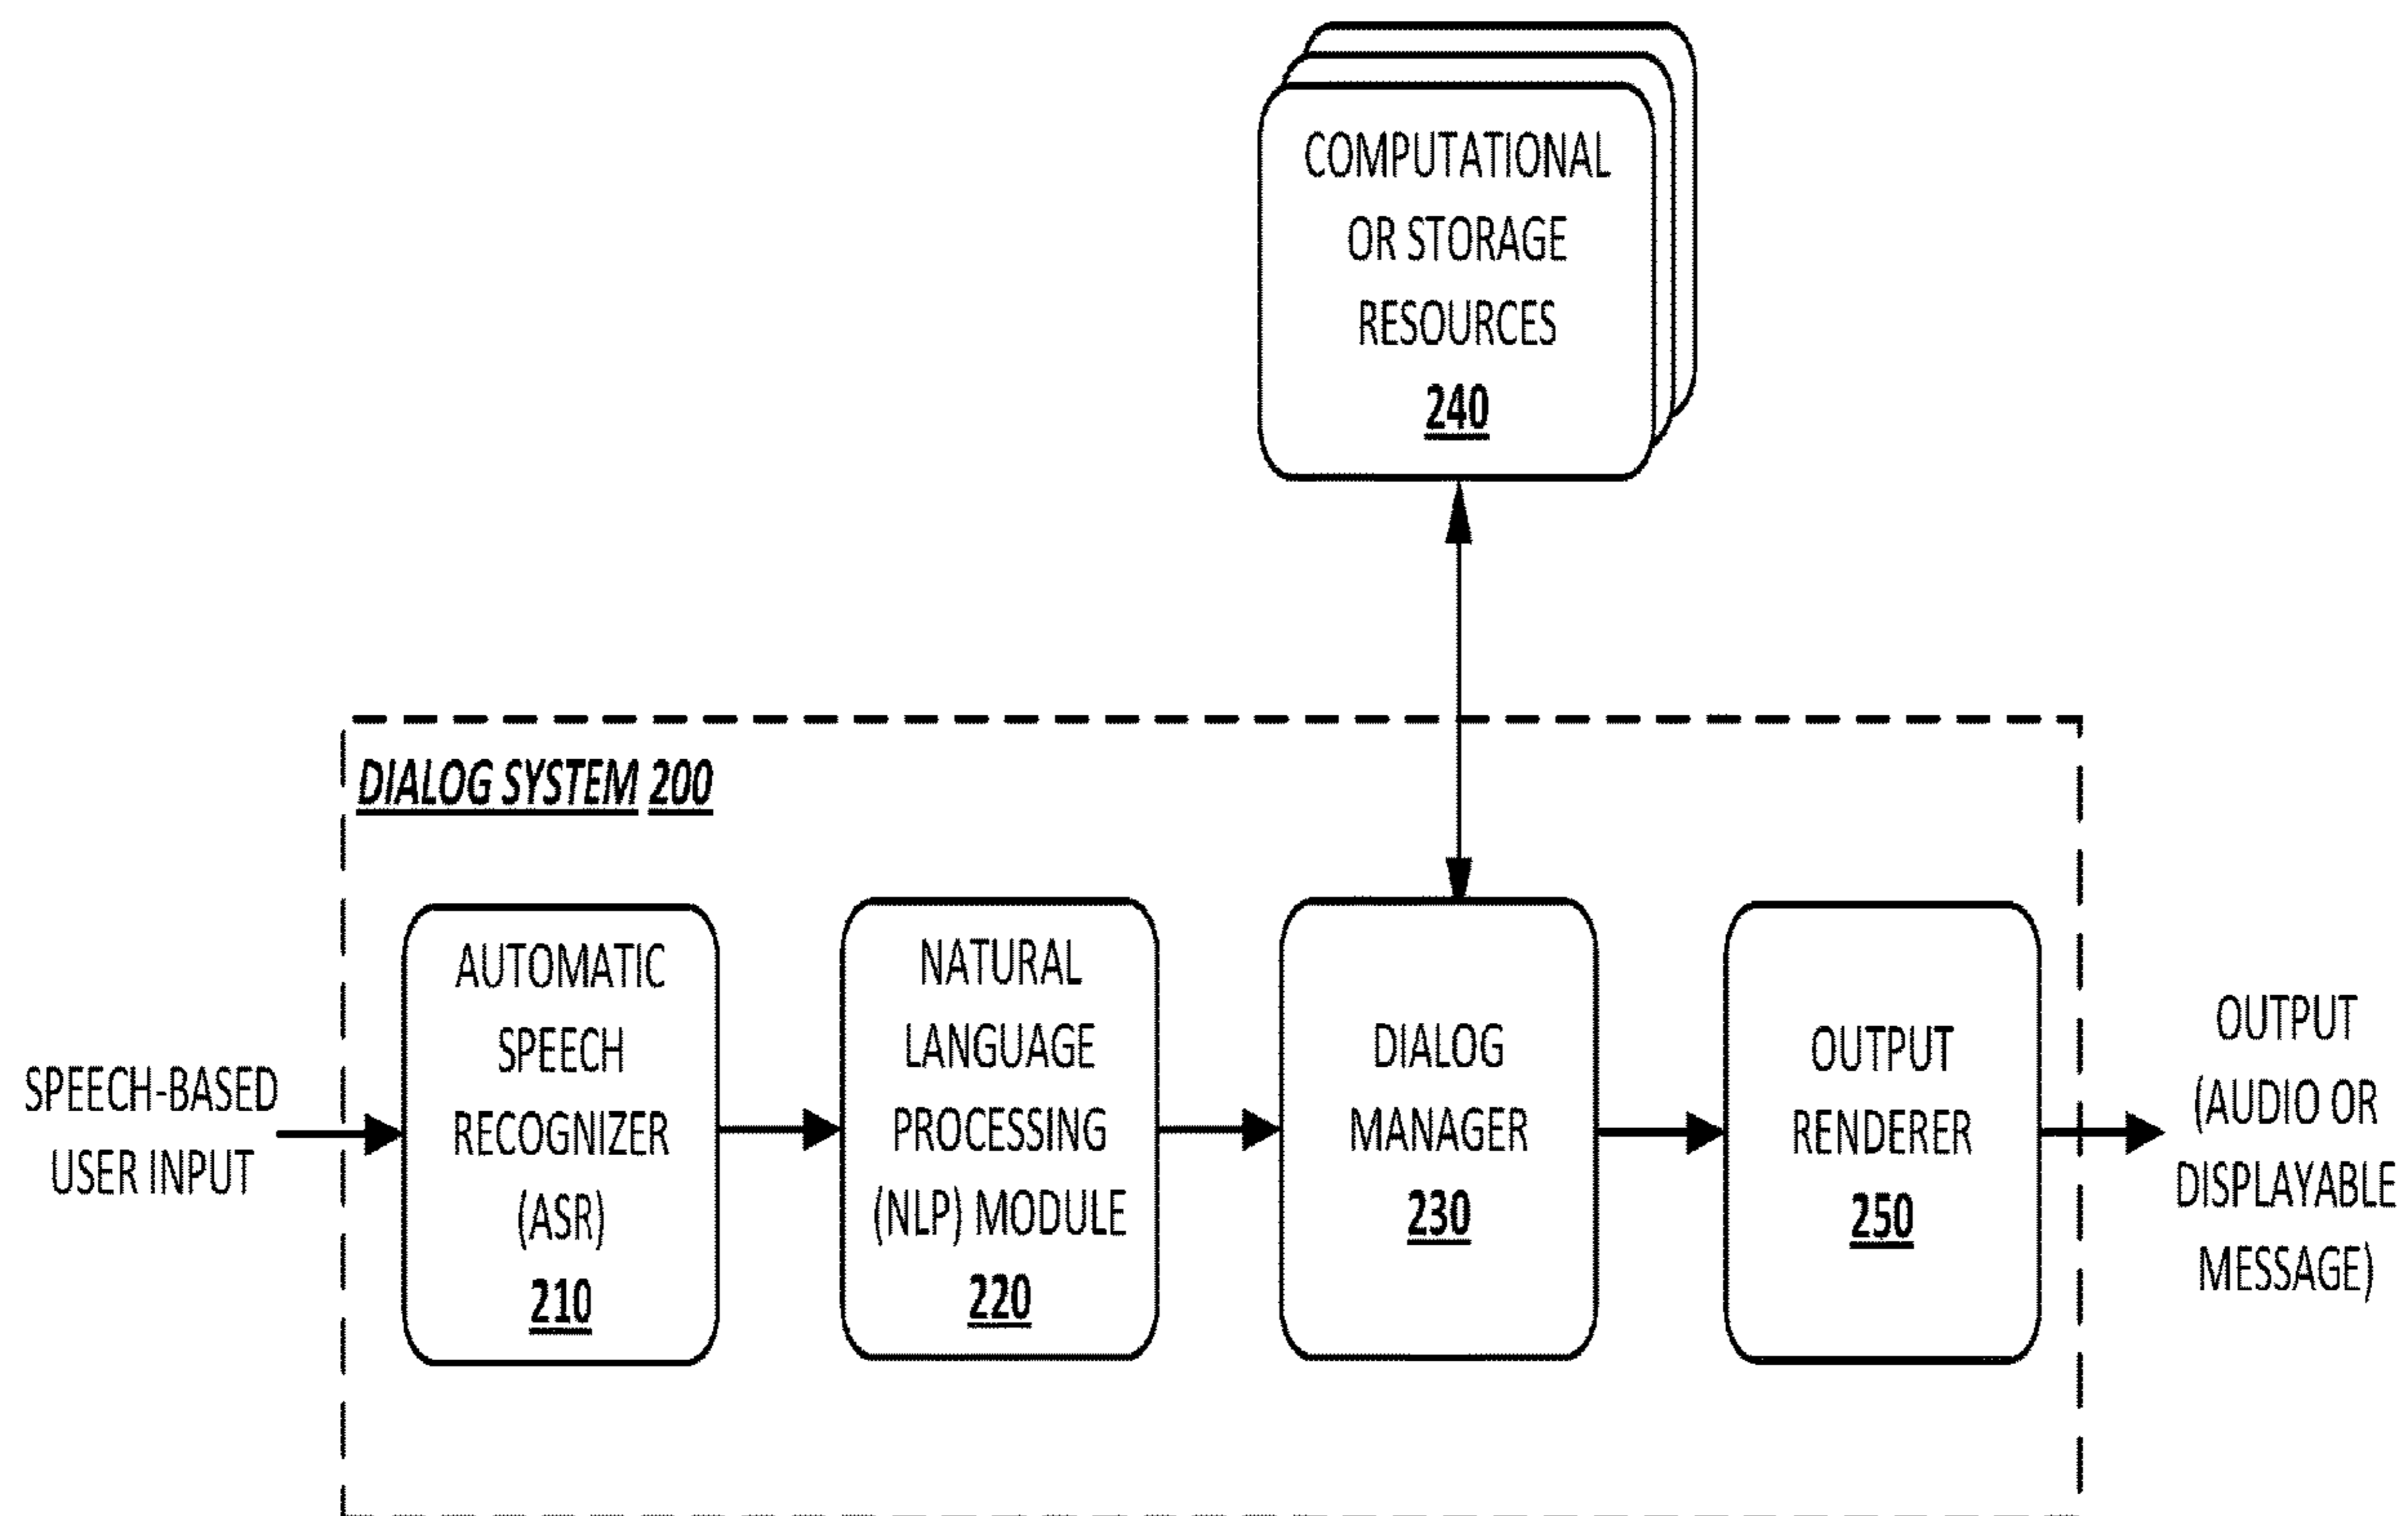 COMPUTATIONAL
OR STORAGE
RESOURCES
240
DIALOG SYSTEM 200
SPEECH-BASED
USER INPUT
AUTOMATIC
SPEECH
RECOGNIZER
(ASR)
210
NATURAL
LANGUAGE
PROCESSING
(NLP) MODULE
220
DIALOG
MANAGER
230
OUTPUT
RENDERER
250
OUTPUT
(AUDIO OR
DISPLAYABLE
MESSAGE)